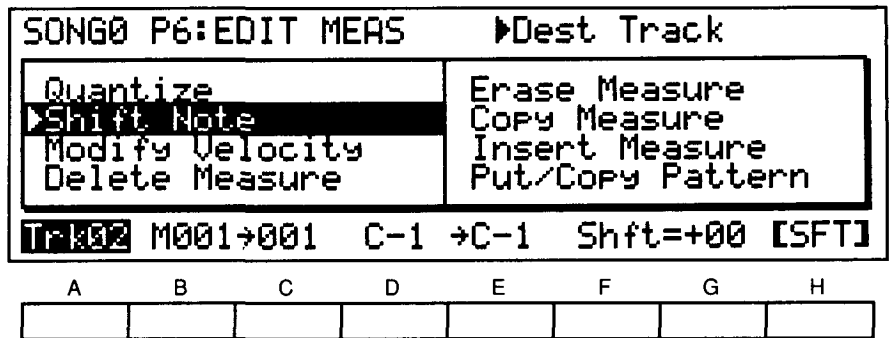 SONG0 P6:EDIT MEAS ▶Dest Track
Quantize
▶Shift Note
Modify Velocity
Delete Measure
Erase Measure
Copy Measure
Insert Measure
Put/Copy Pattern
Trk02 M001→001 C-1 →C-1 Shft=+00 [SFT]
A B C D E F G H